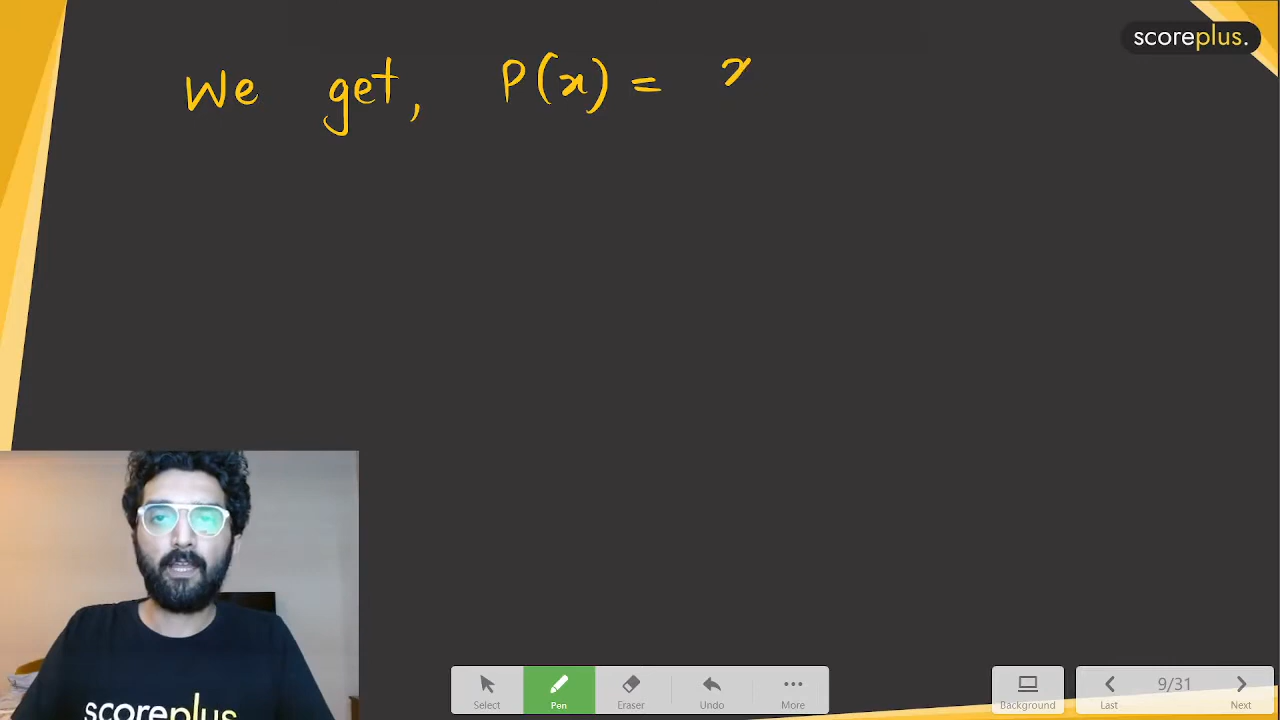 scoreplus.
We get, P(x) = x
scoreplus
Select Pen Eraser Undo More
Background Last 9/31 Next